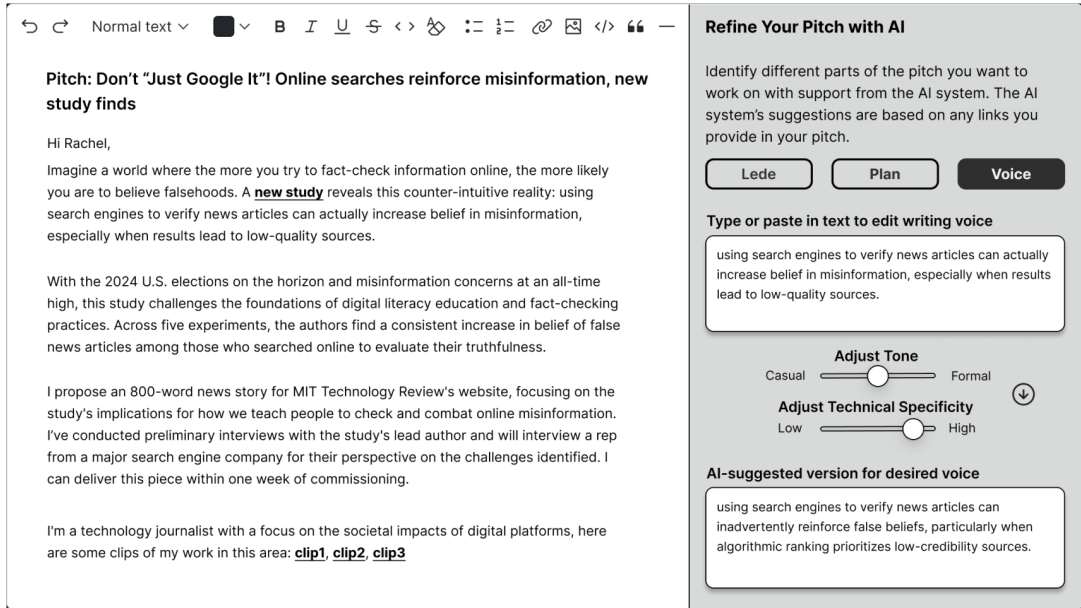 Normal text
B I U S
Pitch: Don’t “Just Google It”! Online searches reinforce misinformation, new
study finds
Hi Rachel,
Imagine a world where the more you try to fact-check information online, the more likely
you are to believe falsehoods. A new study reveals this counter-intuitive reality: using
search engines to verify news articles can actually increase belief in misinformation,
especially when results lead to low-quality sources.
With the 2024 U.S. elections on the horizon and misinformation concerns at an all-time
high, this study challenges the foundations of digital literacy education and fact-checking
practices. Across five experiments, the authors find a consistent increase in belief of false
news articles among those who searched online to evaluate their truthfulness.
I propose an 800-word news story for MIT Technology Review's website, focusing on the
study's implications for how we teach people to check and combat online misinformation.
I’ve conducted preliminary interviews with the study's lead author and will interview a rep
from a major search engine company for their perspective on the challenges identified. I
can deliver this piece within one week of commissioning.
I'm a technology journalist with a focus on the societal impacts of digital platforms, here
are some clips of my work in this area: clip1, clip2, clip3
Refine Your Pitch with AI
Identify different parts of the pitch you want to
work on with support from the AI system. The AI
system’s suggestions are based on any links you
provide in your pitch.
Lede Plan Voice
Type or paste in text to edit writing voice
using search engines to verify news articles can actually
increase belief in misinformation, especially when results
lead to low-quality sources.
Adjust Tone
Casual Formal
Adjust Technical Specificity
Low High
AI-suggested version for desired voice
using search engines to verify news articles can
inadvertently reinforce false beliefs, particularly when
algorithmic ranking prioritizes low-credibility sources.